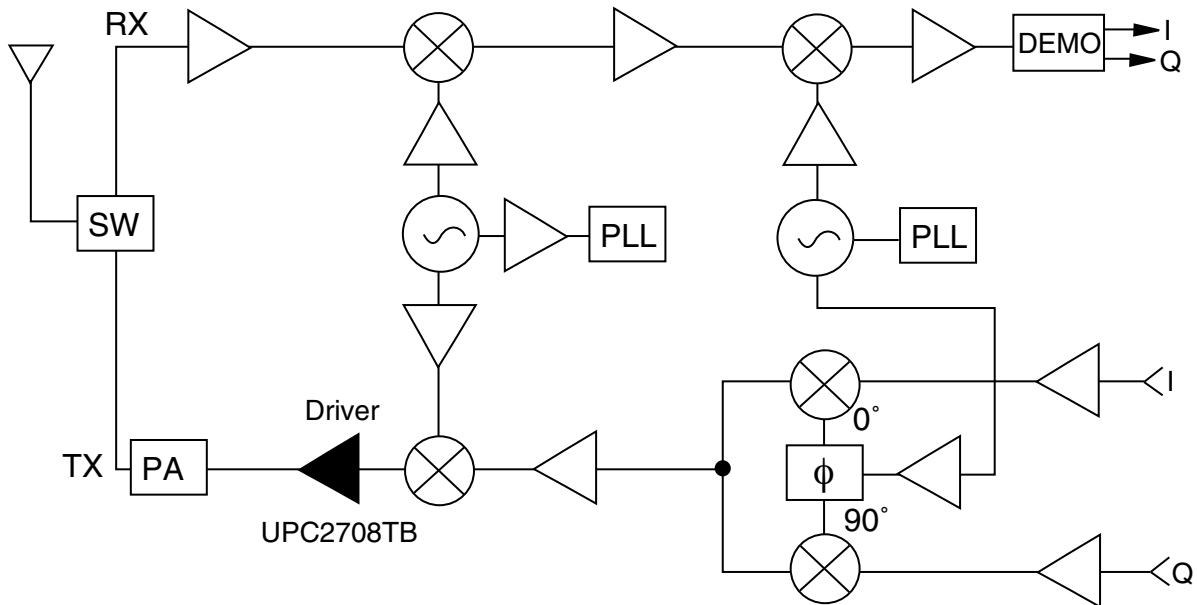 RX
I
DEMO
Q
SW
PLL
PLL
Driver
I
0°
TX
PA
ϕ
UPC2708TB
90°
Q